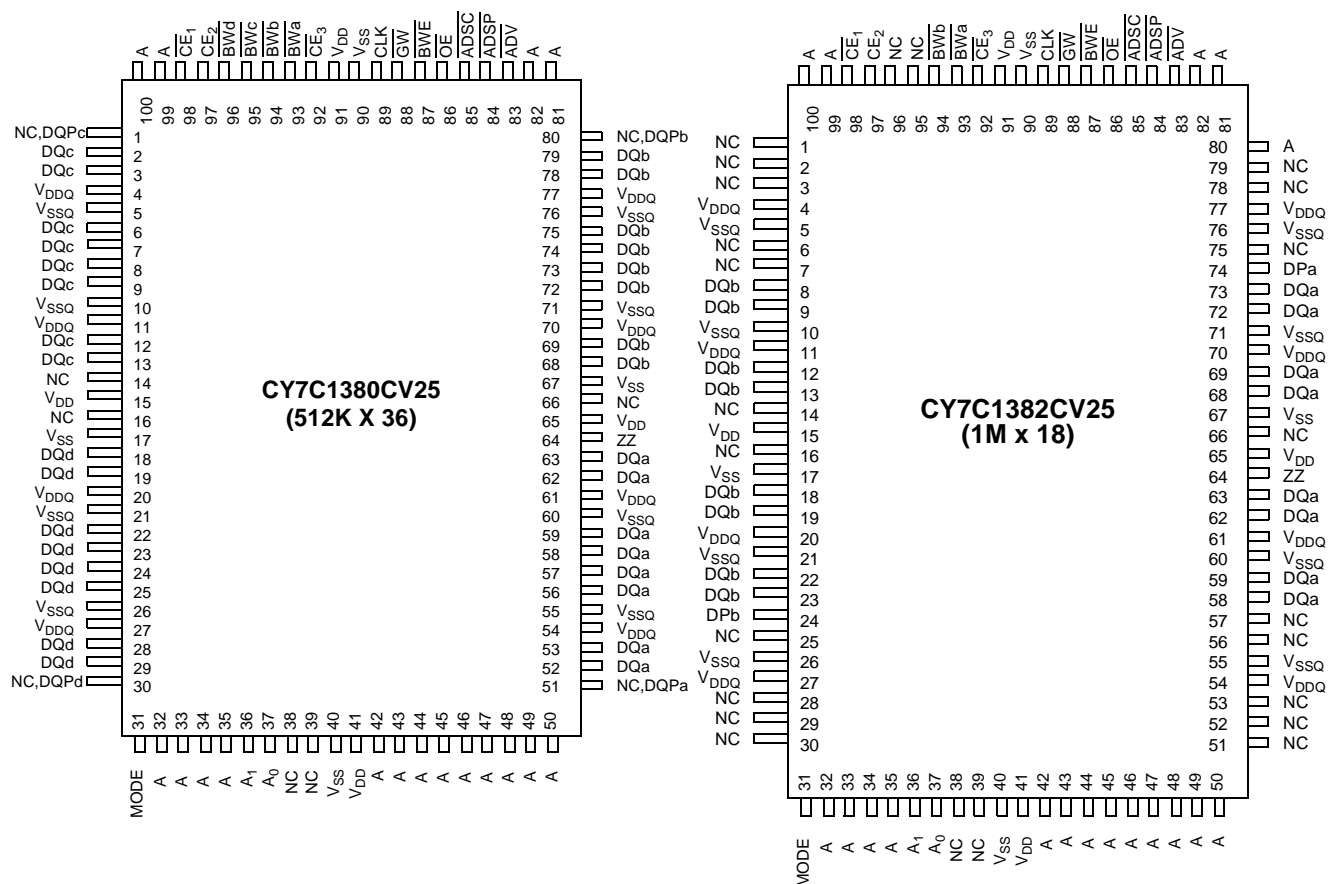 A
A
CE1
CE2
BWd
BWc
BWb
BWa
CE3
VDD
VSS
CLK
GW
BWE
OE
ADSC
ADSP
ADV
A
A
100
99
98
97
96
95
94
93
92
91
90
89
88
87
86
85
84
83
82
81
NC,DQPc 1
DQc 2
DQc 3
VDDQ 4
VSSQ 5
DQc 6
DQc 7
DQc 8
DQc 9
VSSQ 10
VDDQ 11
DQc 12
DQc 13
NC 14
VDD 15
NC 16
VSS 17
DQd 18
DQd 19
VDDQ 20
VSSQ 21
DQd 22
DQd 23
DQd 24
DQd 25
VSSQ 26
VDDQ 27
DQd 28
DQd 29
NC,DQPd 30
CY7C1380CV25
(512K X 36)
80 NC,DQPb
79 DQb
78 DQb
77 VDDQ
76 VSSQ
75 DQb
74 DQb
73 DQb
72 DQb
71 VSSQ
70 VDDQ
69 DQb
68 DQb
67 VSS
66 NC
65 VDD
64 ZZ
63 DQa
62 DQa
61 VDDQ
60 VSSQ
59 DQa
58 DQa
57 DQa
56 DQa
55 VSSQ
54 VDDQ
53 DQa
52 DQa
51 NC,DQPa
31
32
33
34
35
36
37
38
39
40
41
42
43
44
45
46
47
48
49
50
MODE
A
A
A
A
A1
A0
NC
NC
VSS
VDD
A
A
A
A
A
A
A
A
A
A
A
CE1
CE2
NC
NC
BWb
BWa
CE3
VDD
VSS
CLK
GW
BWE
OE
ADSC
ADSP
ADV
A
A
100
99
98
97
96
95
94
93
92
91
90
89
88
87
86
85
84
83
82
81
NC 1
NC 2
NC 3
VDDQ 4
VSSQ 5
NC 6
NC 7
DQb 8
DQb 9
VSSQ 10
VDDQ 11
DQb 12
DQb 13
NC 14
VDD 15
NC 16
VSS 17
DQb 18
DQb 19
VDDQ 20
VSSQ 21
DQb 22
DQb 23
DPb 24
NC 25
VSSQ 26
VDDQ 27
NC 28
NC 29
NC 30
CY7C1382CV25
(1M x 18)
80 A
79 NC
78 NC
77 VDDQ
76 VSSQ
75 NC
74 DPa
73 DQa
72 DQa
71 VSSQ
70 VDDQ
69 DQa
68 DQa
67 VSS
66 NC
65 VDD
64 ZZ
63 DQa
62 DQa
61 VDDQ
60 VSSQ
59 DQa
58 DQa
57 NC
56 NC
55 VSSQ
54 VDDQ
53 NC
52 NC
51 NC
31
32
33
34
35
36
37
38
39
40
41
42
43
44
45
46
47
48
49
50
MODE
A
A
A
A
A1
A0
NC
NC
VSS
VDD
A
A
A
A
A
A
A
A
A